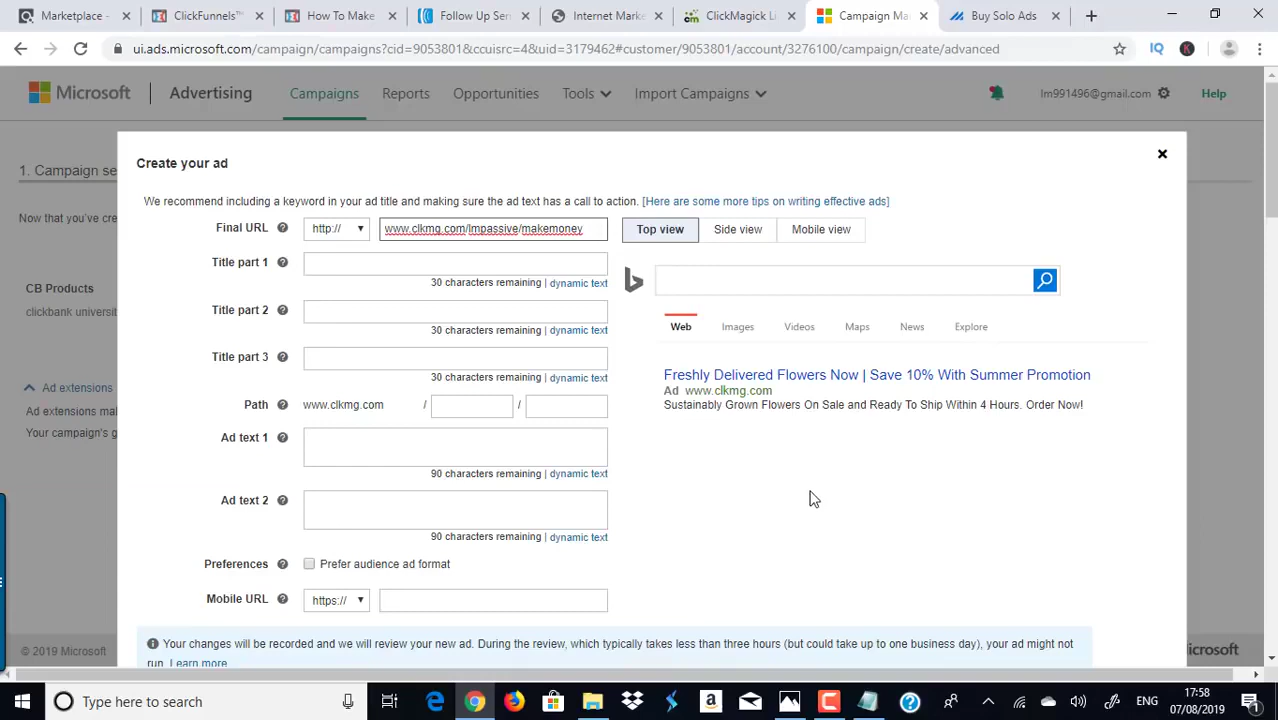 Marketplace -
ClickFunnels™
How To Make
Follow Up Ser
Internet Marke
ClickMagick Li
Campaign Ma
Buy Solo Ads
ui.ads.microsoft.com/campaign/campaigns?cid=9053801&ccuisrc=4&uid=3179462#customer/9053801/account/3276100/campaign/create/advanced
Microsoft
Advertising
Campaigns
Reports
Opportunities
Tools
Import Campaigns
lm991496@gmail.com
Help
1. Campaign se
Now that you've cre
CB Products
clickbank universit
Ad extensions
Ad extensions mal
Your campaign's g
© 2019 Microsoft
icrosoft
Create your ad
We recommend including a keyword in your ad title and making sure the ad text has a call to action. [Here are some more tips on writing effective ads]
Final URL
http://
www.clkmg.com/lmpassive/makemoney
Top view
Side view
Mobile view
Title part 1
30 characters remaining | dynamic text
Title part 2
30 characters remaining | dynamic text
Title part 3
30 characters remaining | dynamic text
Path
www.clkmg.com / /
Ad text 1
90 characters remaining | dynamic text
Ad text 2
90 characters remaining | dynamic text
Preferences
Prefer audience ad format
Mobile URL
https://
Web
Images
Videos
Maps
News
Explore
Freshly Delivered Flowers Now | Save 10% With Summer Promotion
Ad www.clkmg.com
Sustainably Grown Flowers On Sale and Ready To Ship Within 4 Hours. Order Now!
Your changes will be recorded and we will review your new ad. During the review, which typically takes less than three hours (but could take up to one business day), your ad might not
run. Learn more
Type here to search
ENG
17:58
07/08/2019